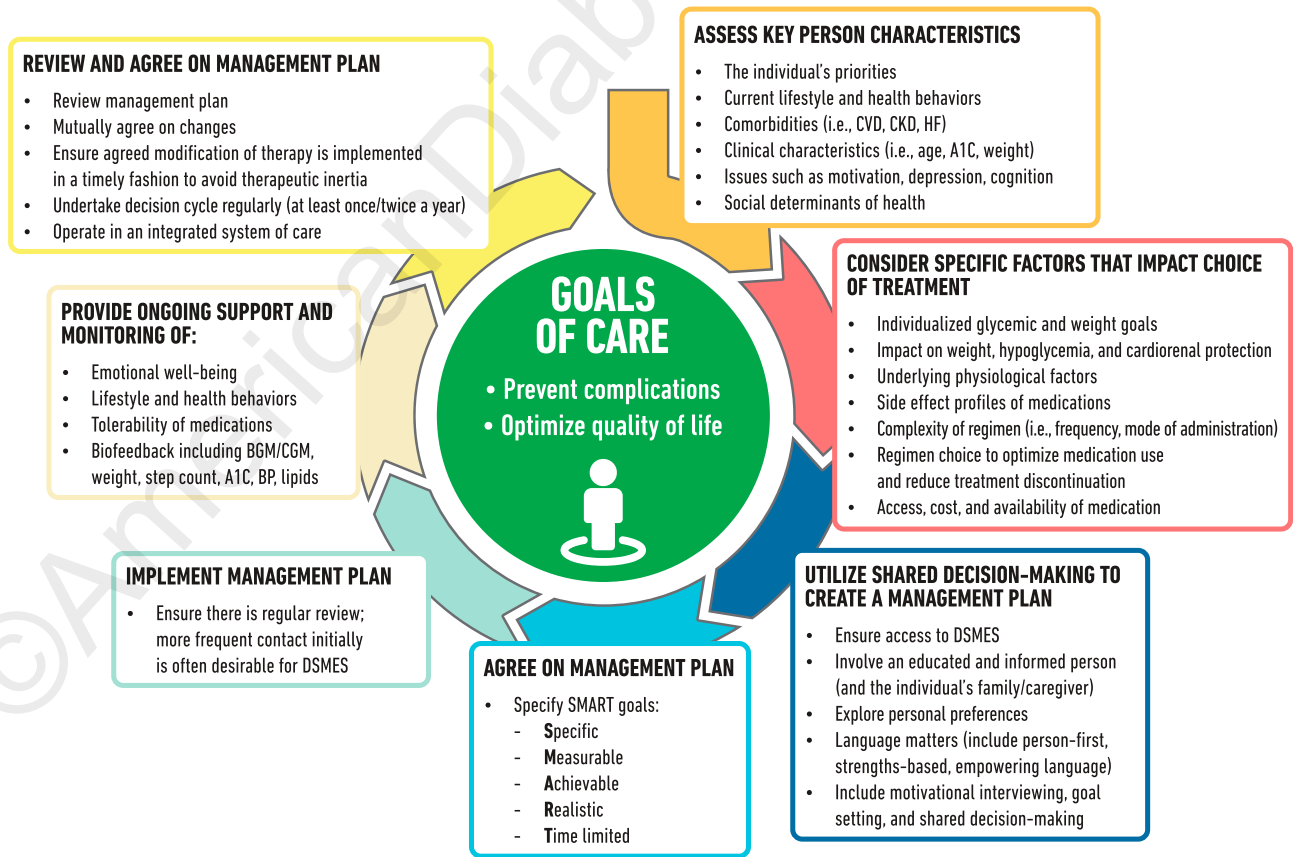 ASSESS KEY PERSON CHARACTERISTICS
• The individual's priorities
• Current lifestyle and health behaviors
• Comorbidities (i.e., CVD, CKD, HF)
• Clinical characteristics (i.e., age, A1C, weight)
• Issues such as motivation, depression, cognition
• Social determinants of health
CONSIDER SPECIFIC FACTORS THAT IMPACT CHOICE
OF TREATMENT
• Individualized glycemic and weight goals
• Impact on weight, hypoglycemia, and cardiorenal protection
• Underlying physiological factors
• Side effect profiles of medications
• Complexity of regimen (i.e., frequency, mode of administration)
• Regimen choice to optimize medication use
and reduce treatment discontinuation
• Access, cost, and availability of medication
UTILIZE SHARED DECISION-MAKING TO
CREATE A MANAGEMENT PLAN
• Ensure access to DSMES
• Involve an educated and informed person
(and the individual's family/caregiver)
• Explore personal preferences
• Language matters (include person-first,
strengths-based, empowering language)
• Include motivational interviewing, goal
setting, and shared decision-making
AGREE ON MANAGEMENT PLAN
• Specify SMART goals:
- Specific
- Measurable
- Achievable
- Realistic
- Time limited
IMPLEMENT MANAGEMENT PLAN
• Ensure there is regular review;
more frequent contact initially
is often desirable for DSMES
PROVIDE ONGOING SUPPORT AND
MONITORING OF:
• Emotional well-being
• Lifestyle and health behaviors
• Tolerability of medications
• Biofeedback including BGM/CGM,
weight, step count, A1C, BP, lipids
REVIEW AND AGREE ON MANAGEMENT PLAN
• Review management plan
• Mutually agree on changes
• Ensure agreed modification of therapy is implemented
in a timely fashion to avoid therapeutic inertia
• Undertake decision cycle regularly (at least once/twice a year)
• Operate in an integrated system of care
GOALS
OF CARE
• Prevent complications
• Optimize quality of life
©AmericanDiab